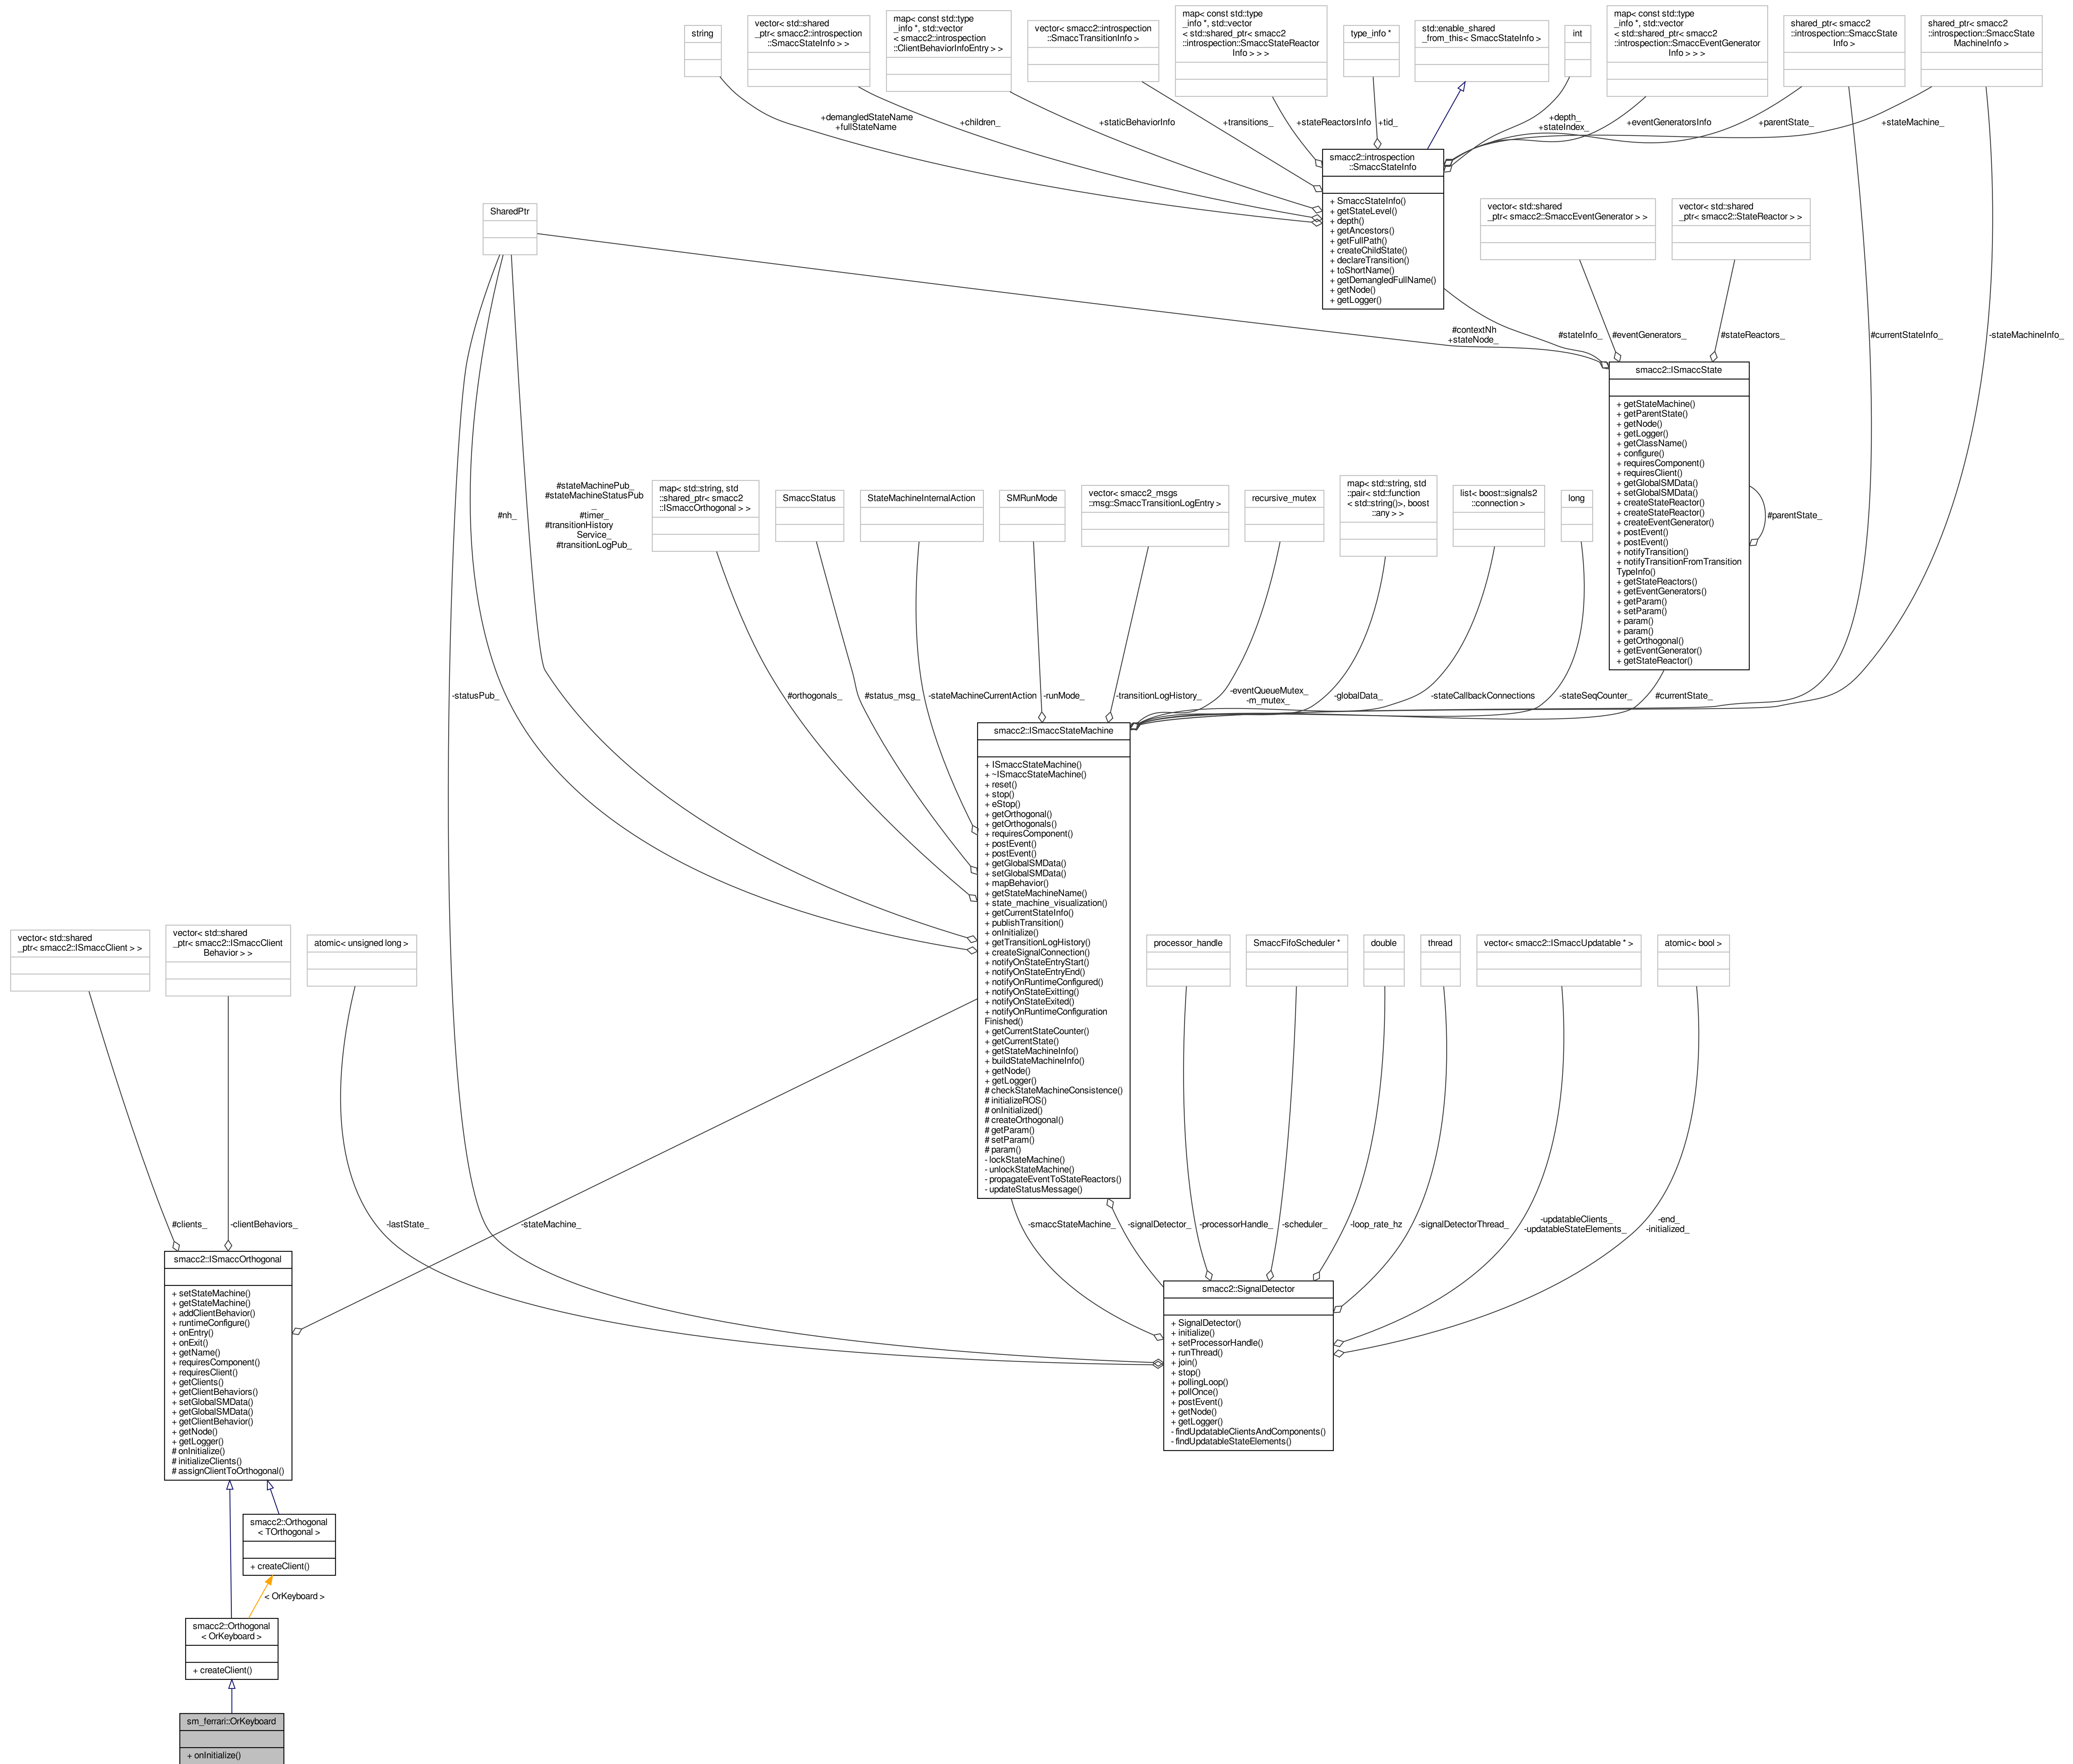 string
vector< std::shared
_ptr< smacc2::introspection
::SmaccStateInfo > >
map< const std::type
_info *, std::vector
< smacc2::introspection
::ClientBehaviorInfoEntry > >
vector< smacc2::introspection
::SmaccTransitionInfo >
map< const std::type
_info *, std::vector
< std::shared_ptr< smacc2
::introspection::SmaccStateReactor
Info > > >
type_info *
std::enable_shared
_from_this< SmaccStateInfo >
int
map< const std::type
_info *, std::vector
< std::shared_ptr< smacc2
::introspection::SmaccEventGenerator
Info > > >
shared_ptr< smacc2
::introspection::SmaccState
Info >
shared_ptr< smacc2
::introspection::SmaccState
MachineInfo >
+demangledStateName
+fullStateName
+children_
+staticBehaviorInfo
+transitions_
+stateReactorsInfo
+tid_
+depth_
+stateIndex_
+eventGeneratorsInfo
+parentState_
+stateMachine_
smacc2::introspection
::SmaccStateInfo
+ SmaccStateInfo()
+ getStateLevel()
+ depth()
+ getAncestors()
+ getFullPath()
+ createChildState()
+ declareTransition()
+ toShortName()
+ getDemangledFullName()
+ getNode()
+ getLogger()
SharedPtr
vector< std::shared
_ptr< smacc2::SmaccEventGenerator > >
vector< std::shared
_ptr< smacc2::StateReactor > >
#contextNh
+stateNode_
#stateInfo_
#eventGenerators_
#stateReactors_
#currentStateInfo_
-stateMachineInfo_
smacc2::ISmaccState
+ getStateMachine()
+ getParentState()
+ getNode()
+ getLogger()
+ getClassName()
+ configure()
+ requiresComponent()
+ requiresClient()
+ getGlobalSMData()
+ setGlobalSMData()
+ createStateReactor()
+ createStateReactor()
+ createEventGenerator()
+ postEvent()
+ postEvent()
+ notifyTransition()
+ notifyTransitionFromTransition
TypeInfo()
+ getStateReactors()
+ getEventGenerators()
+ getParam()
+ setParam()
+ param()
+ param()
+ getOrthogonal()
+ getEventGenerator()
+ getStateReactor()
#parentState_
#nh_
#stateMachinePub_
#stateMachineStatusPub
_
#timer_
#transitionHistory
Service_
#transitionLogPub_
map< std::string, std
::shared_ptr< smacc2
::ISmaccOrthogonal > >
SmaccStatus
StateMachineInternalAction
SMRunMode
vector< smacc2_msgs
::msg::SmaccTransitionLogEntry >
recursive_mutex
map< std::string, std
::pair< std::function
< std::string()>, boost
::any > >
list< boost::signals2
::connection >
long
-statusPub_
#orthogonals_
#status_msg_
-stateMachineCurrentAction
-runMode_
-transitionLogHistory_
-eventQueueMutex_
-m_mutex_
-globalData_
-stateCallbackConnections
-stateSeqCounter_
#currentState_
smacc2::ISmaccStateMachine
+ ISmaccStateMachine()
+ ~ISmaccStateMachine()
+ reset()
+ stop()
+ eStop()
+ getOrthogonal()
+ getOrthogonals()
+ requiresComponent()
+ postEvent()
+ postEvent()
+ getGlobalSMData()
+ setGlobalSMData()
+ mapBehavior()
+ getStateMachineName()
+ state_machine_visualization()
+ getCurrentStateInfo()
+ publishTransition()
+ onInitialize()
+ getTransitionLogHistory()
+ createSignalConnection()
+ notifyOnStateEntryStart()
+ notifyOnStateEntryEnd()
+ notifyOnRuntimeConfigured()
+ notifyOnStateExitting()
+ notifyOnStateExited()
+ notifyOnRuntimeConfiguration
Finished()
+ getCurrentStateCounter()
+ getCurrentState()
+ getStateMachineInfo()
+ buildStateMachineInfo()
+ getNode()
+ getLogger()
# checkStateMachineConsistence()
# initializeROS()
# onInitialized()
# createOrthogonal()
# getParam()
# setParam()
# param()
- lockStateMachine()
- unlockStateMachine()
- propagateEventToStateReactors()
- updateStatusMessage()
vector< std::shared
_ptr< smacc2::ISmaccClient > >
vector< std::shared
_ptr< smacc2::ISmaccClient
Behavior > >
atomic< unsigned long >
processor_handle
SmaccFifoScheduler *
double
thread
vector< smacc2::ISmaccUpdatable * >
atomic< bool >
#clients_
-clientBehaviors_
-lastState_
-stateMachine_
-smaccStateMachine_
-signalDetector_
-processorHandle_
-scheduler_
-loop_rate_hz
-signalDetectorThread_
-updatableClients_
-updatableStateElements_
-end_
-initialized_
smacc2::ISmaccOrthogonal
+ setStateMachine()
+ getStateMachine()
+ addClientBehavior()
+ runtimeConfigure()
+ onEntry()
+ onExit()
+ getName()
+ requiresComponent()
+ requiresClient()
+ getClients()
+ getClientBehaviors()
+ setGlobalSMData()
+ getGlobalSMData()
+ getClientBehavior()
+ getNode()
+ getLogger()
# onInitialize()
# initializeClients()
# assignClientToOrthogonal()
smacc2::SignalDetector
+ SignalDetector()
+ initialize()
+ setProcessorHandle()
+ runThread()
+ join()
+ stop()
+ pollingLoop()
+ pollOnce()
+ postEvent()
+ getNode()
+ getLogger()
- findUpdatableClientsAndComponents()
- findUpdatableStateElements()
smacc2::Orthogonal
< TOrthogonal >
+ createClient()
< OrKeyboard >
smacc2::Orthogonal
< OrKeyboard >
+ createClient()
sm_ferrari::OrKeyboard
+ onInitialize()